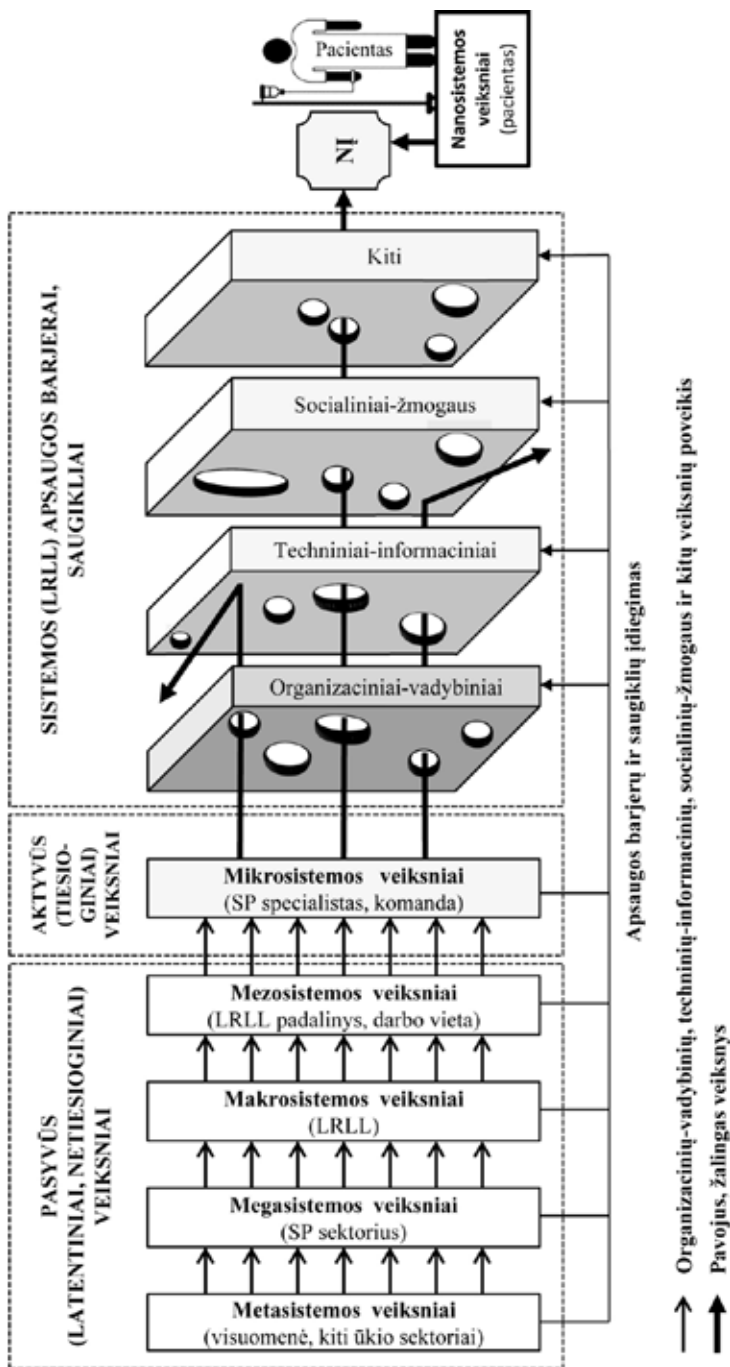 PASYVŪS
(LATENTINIAI, NETIESIOGINIAI)
VEIKSNIAI
AKTYVŪS
(TIESIO-
GINIAI)
VEIKSNIAI
SISTEMOS (LRLL) APSAUGOS BARJERAI,
SAUGIKLIAI
Metasistemos veiksniai
(visuomenė, kiti ūkio sektoriai)
Megasistemos veiksniai
(SP sektorius)
Makrosistemos veiksniai
(LRLL)
Mezosistemos veiksniai
(LRLL padalinys, darbo vieta)
Mikrosistemos veiksniai
(SP specialistas, komanda)
Organizaciniai-vadybiniai
Techniniai-informaciniai
Socialiniai-žmogaus
Kiti
NĮ
Pacientas
Nanosistemos
veiksniai
(pacientas)
Apsaugos barjerų ir saugiklių įdiegimas
Organizacinių-vadybinių, techninių-informacinių, socialinių-žmogaus ir kitų veiksnių poveikis
Pavojus, žalingas veiksnys